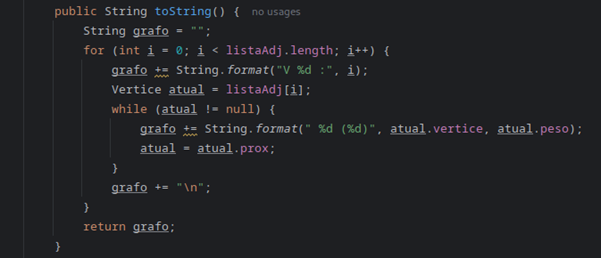 public String toString() { no usages
String grafo = "";
for (int i = 0; i < listaAdj.length; i++) {
grafo += String.format("V %d :", i);
Vertice atual = listaAdj[i];
while (atual != null) {
grafo += String.format(" %d (%d)", atual.vertice, atual.peso);
atual = atual.prox;
}
grafo += "\n";
}
return grafo;
}